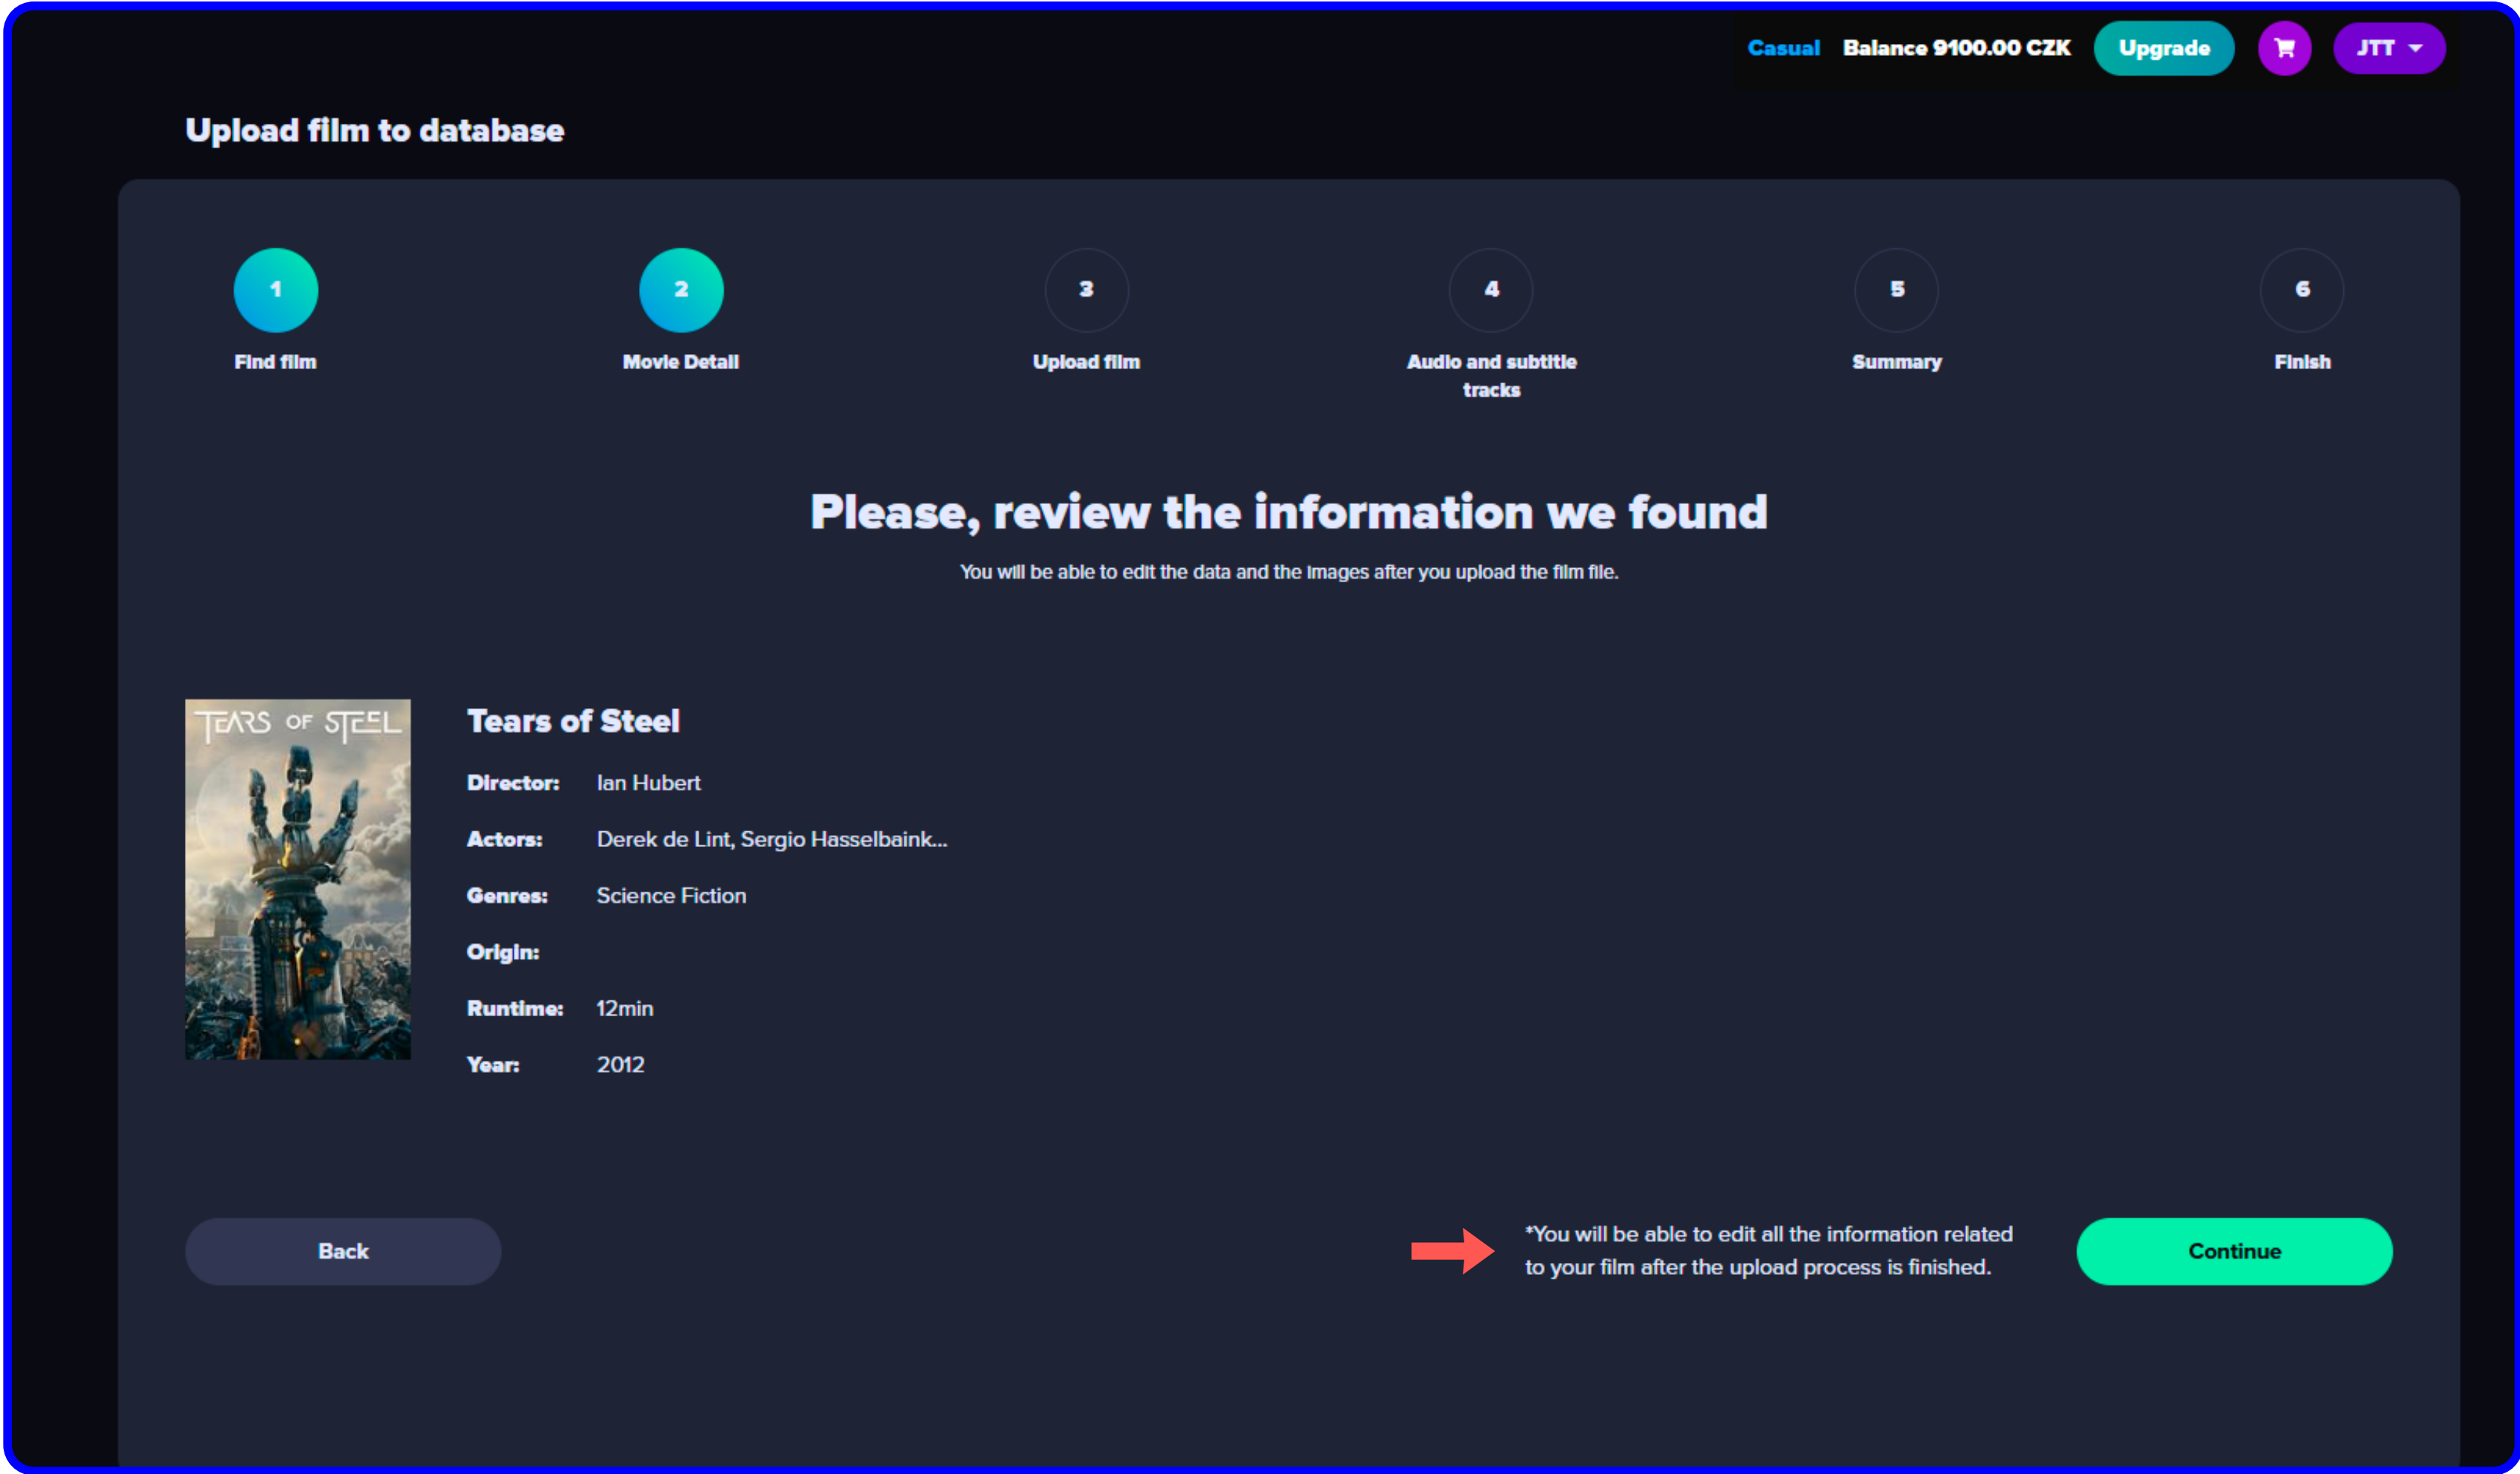 Casual Balance 9100.00 CZK Upgrade JTT
Upload film to database
1 2 3 4 5 6
Find film Movie Detail Upload film Audio and subtitle Summary Finish
tracks
Please, review the information we found
You will be able to edit the data and the images after you upload the film file.
TEARS OF STEEL
Tears of Steel
Director: Ian Hubert
Actors: Derek de Lint, Sergio Hasselbaink...
Genres: Science Fiction
Origin:
Runtime: 12min
Year: 2012
Back
*You will be able to edit all the information related
to your film after the upload process is finished.
Continue